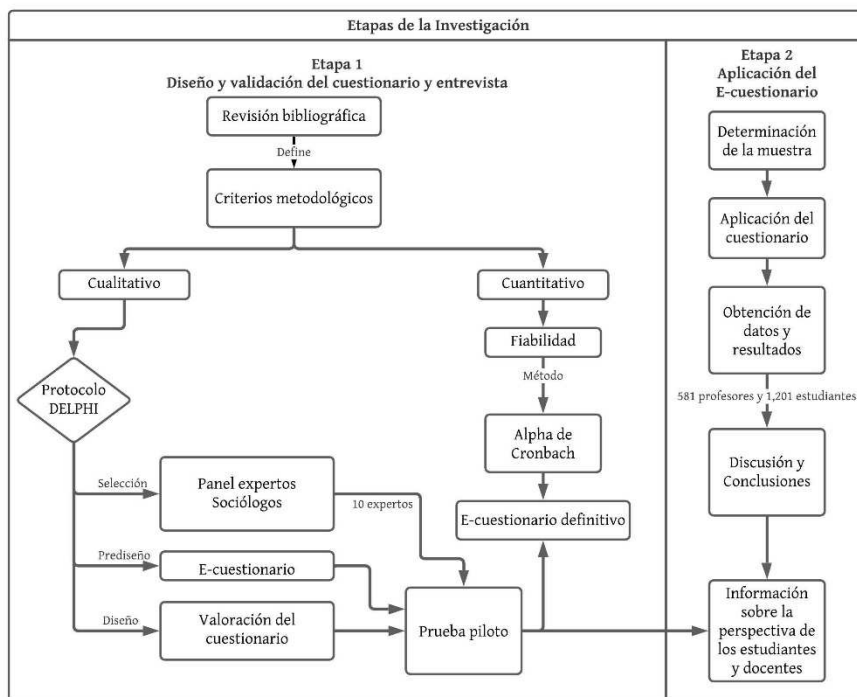 Etapas de la Investigación
Etapa 1
Diseño y validación del cuestionario y entrevista
Revisión bibliográfica
Define
Criterios metodológicos
Cualitativo
Cuantitativo
Fiabilidad
Método
Protocolo
DELPHI
Alpha de
Cronbach
Selección
Panel expertos
Sociólogos
10 expertos
E-cuestionario definitivo
Prediseño
E-cuestionario
Diseño
Valoración del
cuestionario
Prueba piloto
Etapa 2
Aplicación del
E-cuestionario
Determinación
de la muestra
Aplicación del
cuestionario
Obtención de
datos y
resultados
581 profesores y 1,201 estudiantes
Discusión y
Conclusiones
Información
sobre la
perspectiva de
los estudiantes
y docentes